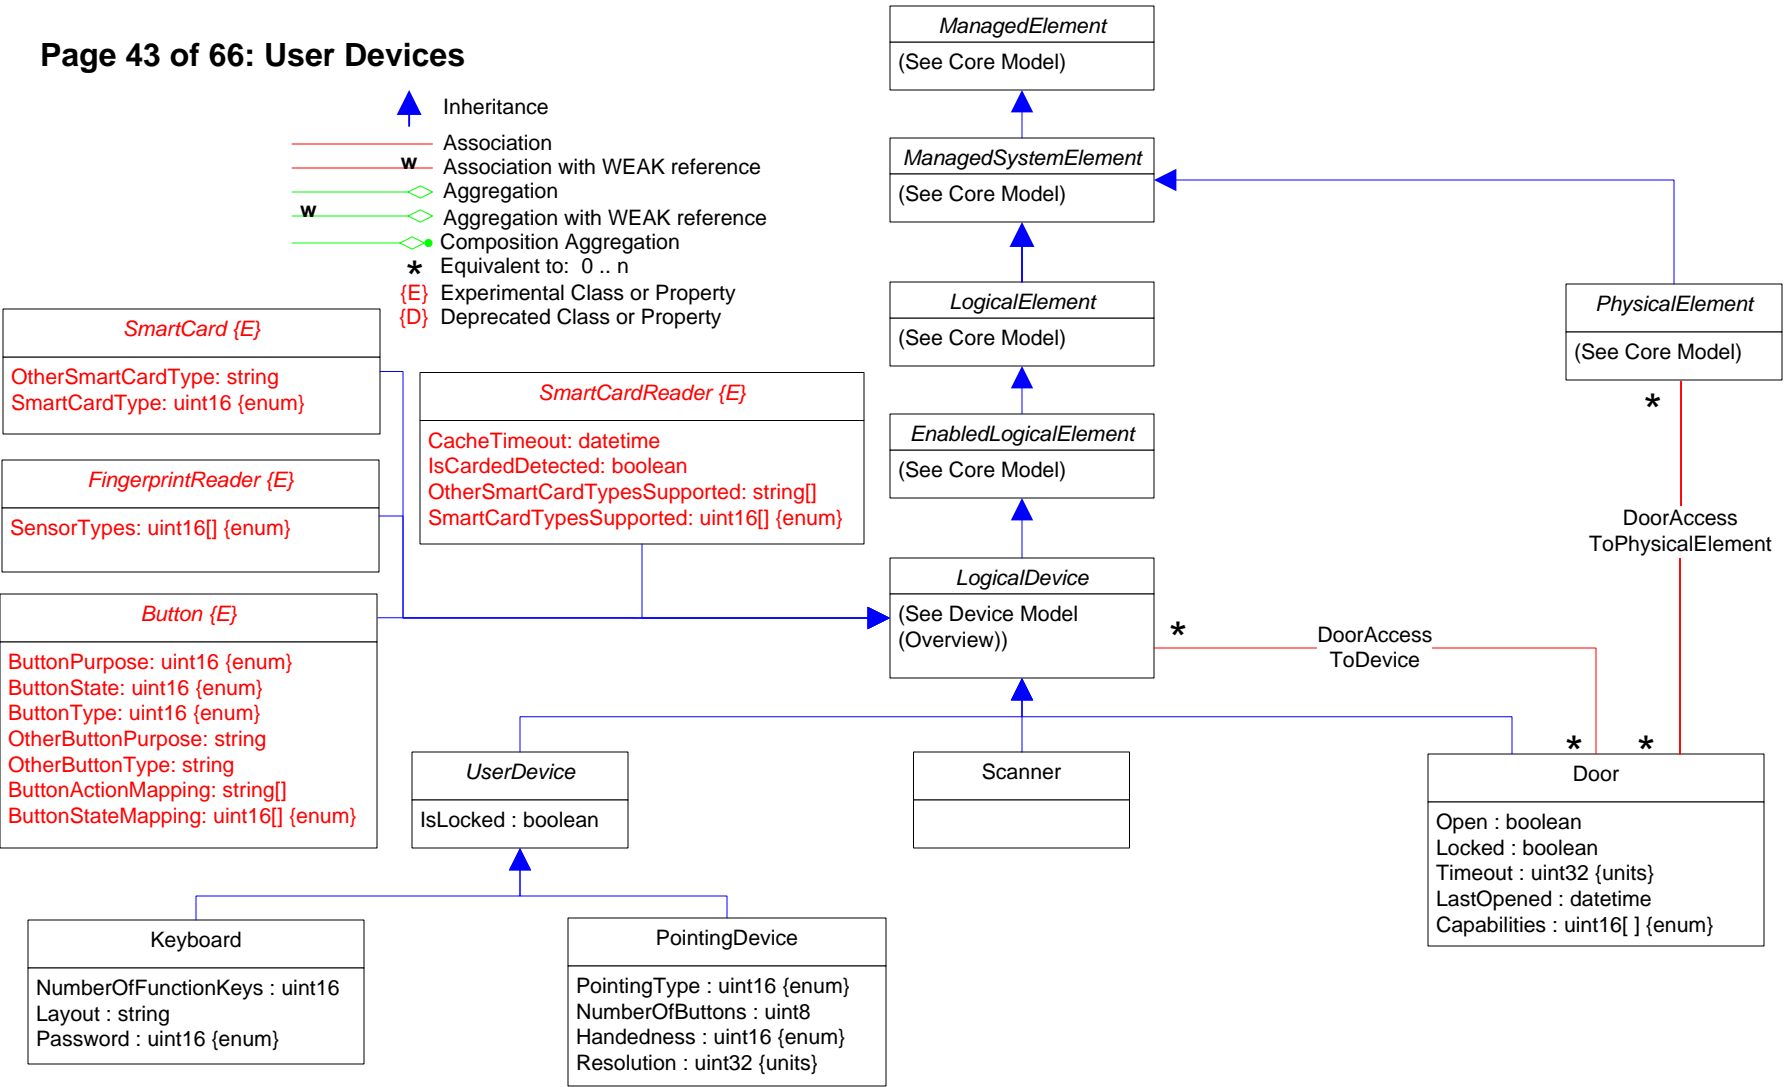 Page 43 of 66: User Devices
Inheritance
Association
w
Association with WEAK reference
Aggregation
w
Aggregation with WEAK reference
Composition Aggregation
* Equivalent to: 0 .. n
{E} Experimental Class or Property
{D} Deprecated Class or Property
ManagedElement
(See Core Model)
ManagedSystemElement
(See Core Model)
LogicalElement
(See Core Model)
PhysicalElement
(See Core Model)
*
EnabledLogicalElement
(See Core Model)
SmartCard {E}
OtherSmartCardType: string
SmartCardType: uint16 {enum}
SmartCardReader {E}
CacheTimeout: datetime
IsCardedDetected: boolean
OtherSmartCardTypesSupported: string[]
SmartCardTypesSupported: uint16[] {enum}
FingerprintReader {E}
SensorTypes: uint16[] {enum}
DoorAccess
ToPhysicalElement
LogicalDevice
(See Device Model
(Overview))
*
DoorAccess
ToDevice
Button {E}
ButtonPurpose: uint16 {enum}
ButtonState: uint16 {enum}
ButtonType: uint16 {enum}
OtherButtonPurpose: string
OtherButtonType: string
ButtonActionMapping: string[]
ButtonStateMapping: uint16[] {enum}
UserDevice
IsLocked : boolean
Scanner
* *
Door
Open : boolean
Locked : boolean
Timeout : uint32 {units}
LastOpened : datetime
Capabilities : uint16[ ] {enum}
Keyboard
NumberOfFunctionKeys : uint16
Layout : string
Password : uint16 {enum}
PointingDevice
PointingType : uint16 {enum}
NumberOfButtons : uint8
Handedness : uint16 {enum}
Resolution : uint32 {units}